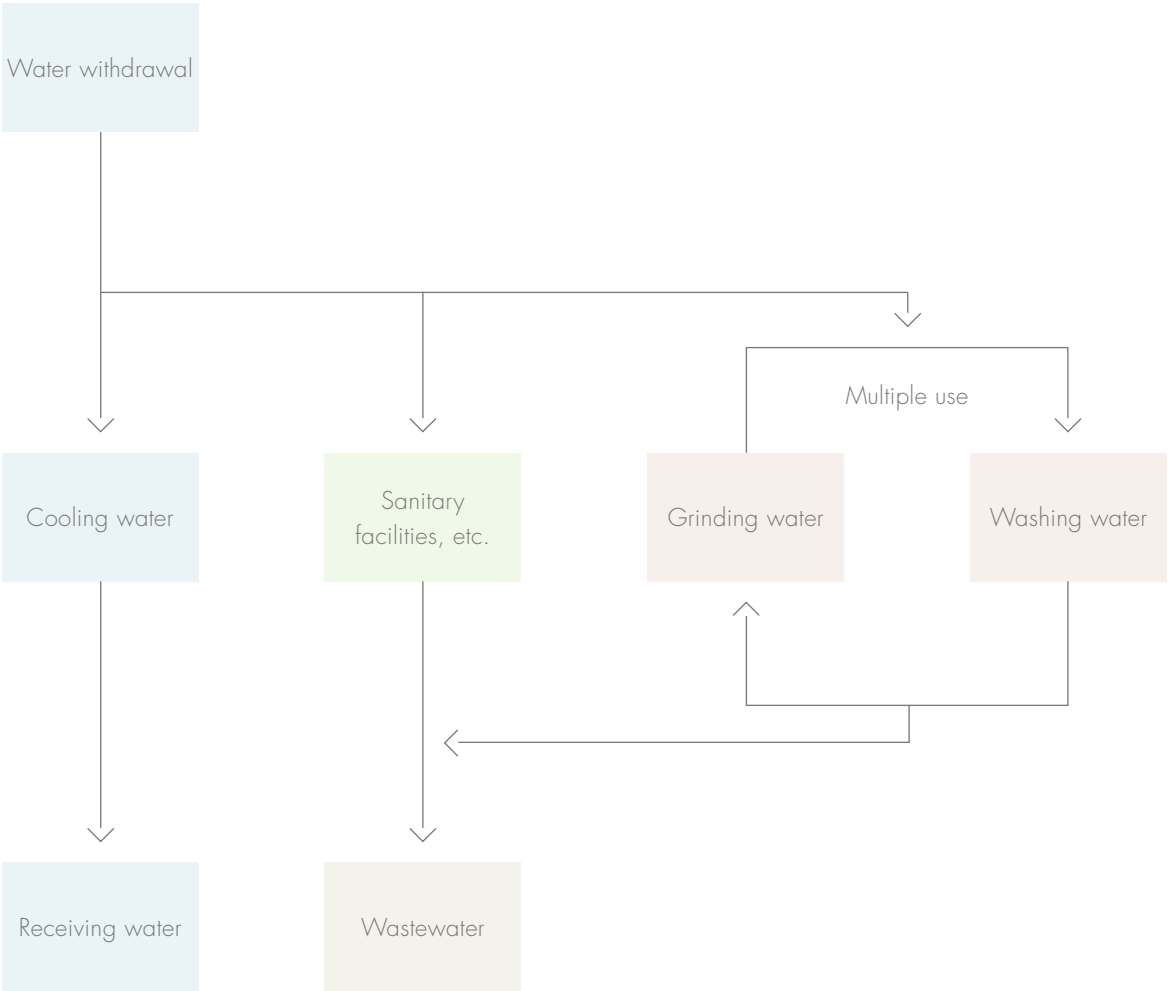 Water withdrawal
Multiple use
Cooling water
Sanitary
facilities, etc.
Grinding water
Washing water
Receiving water
Wastewater